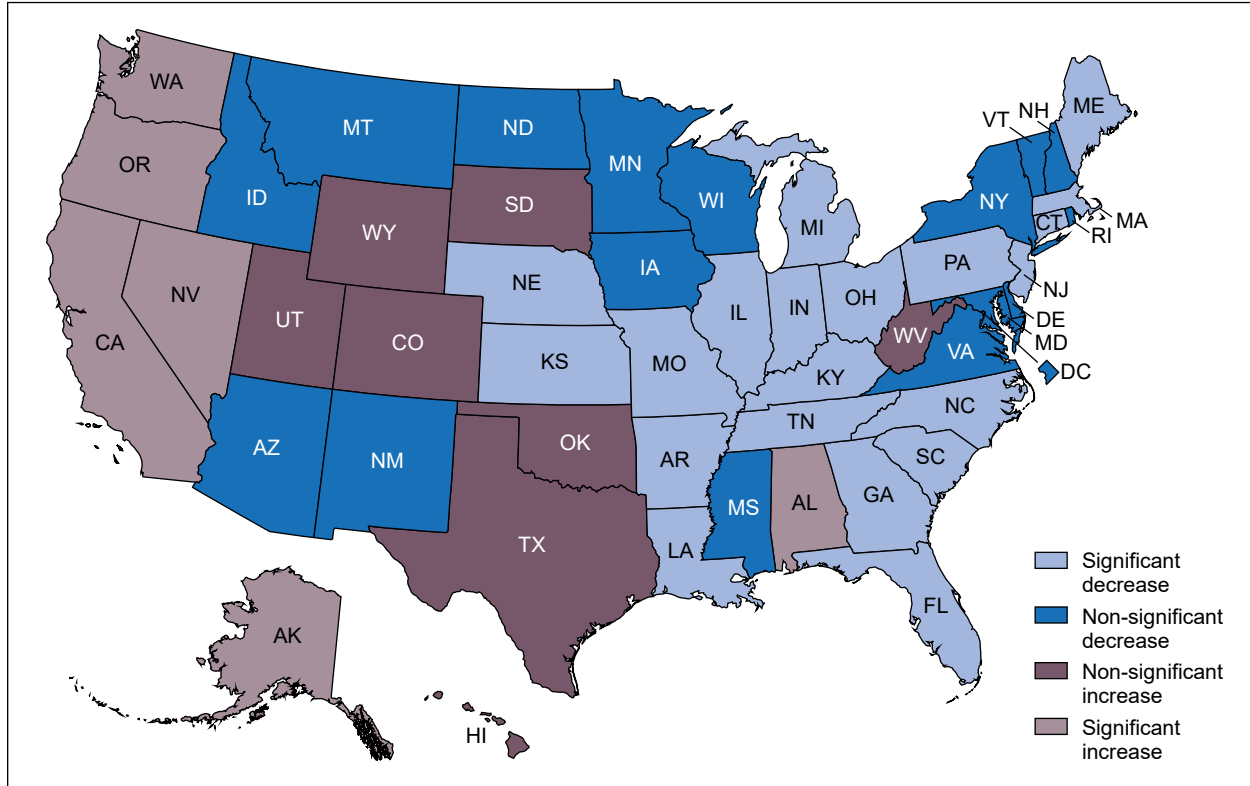 WA
MT
ND
MN
ME
VT
NH
OR
ID
SD
WI
NY
MA
RI
CT
MI
WY
NE
IA
PA
NJ
NV
UT
CO
IL
IN
OH
DE
MD
DC
CA
KS
MO
WV
VA
KY
NC
TN
AZ
NM
OK
AR
SC
MS
AL
GA
TX
LA
FL
AK
HI
Significant
decrease
Non-significant
decrease
Non-significant
increase
Significant
increase